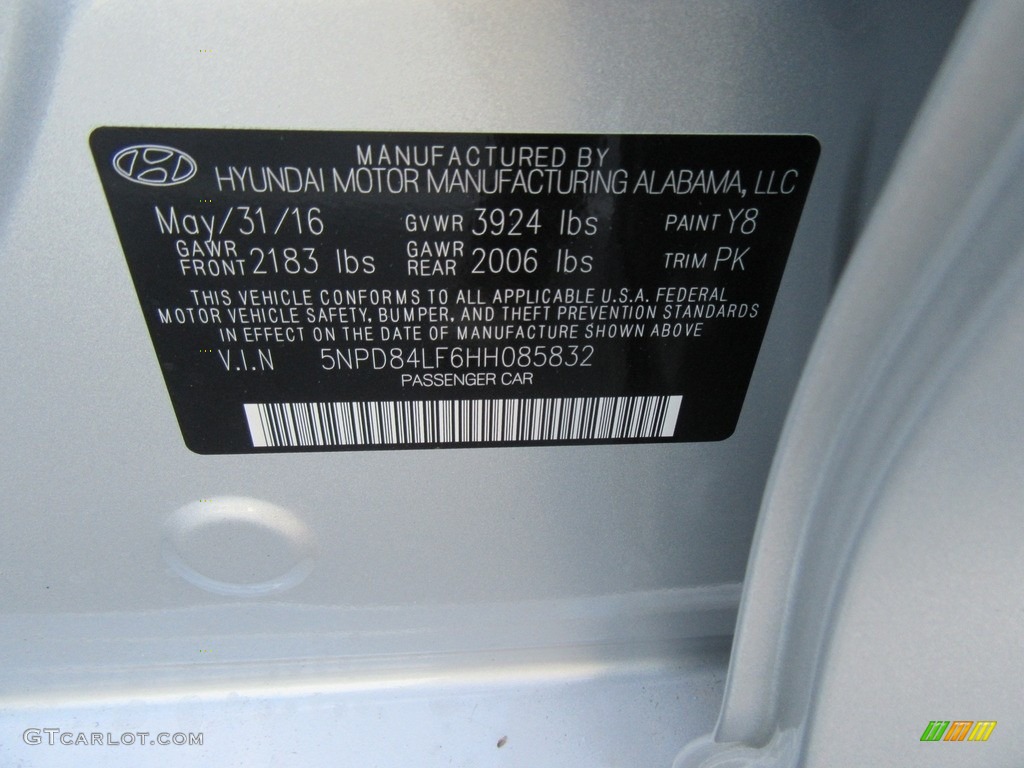 MANUFACTURED BY
HYUNDAI MOTOR MANUFACTURING ALABAMA, LLC
May/31/16 GVWR 3924 lbs PAINT Y8
GAWR FRONT 2183 lbs GAWR REAR 2006 lbs TRIM PK
THIS VEHICLE CONFORMS TO ALL APPLICABLE U.S.A. FEDERAL
MOTOR VEHICLE SAFETY, BUMPER, AND THEFT PREVENTION STANDARDS
IN EFFECT ON THE DATE OF MANUFACTURE SHOWN ABOVE
V.I.N 5NPD84LF6HH085832
PASSENGER CAR
GTCARLOT.COM